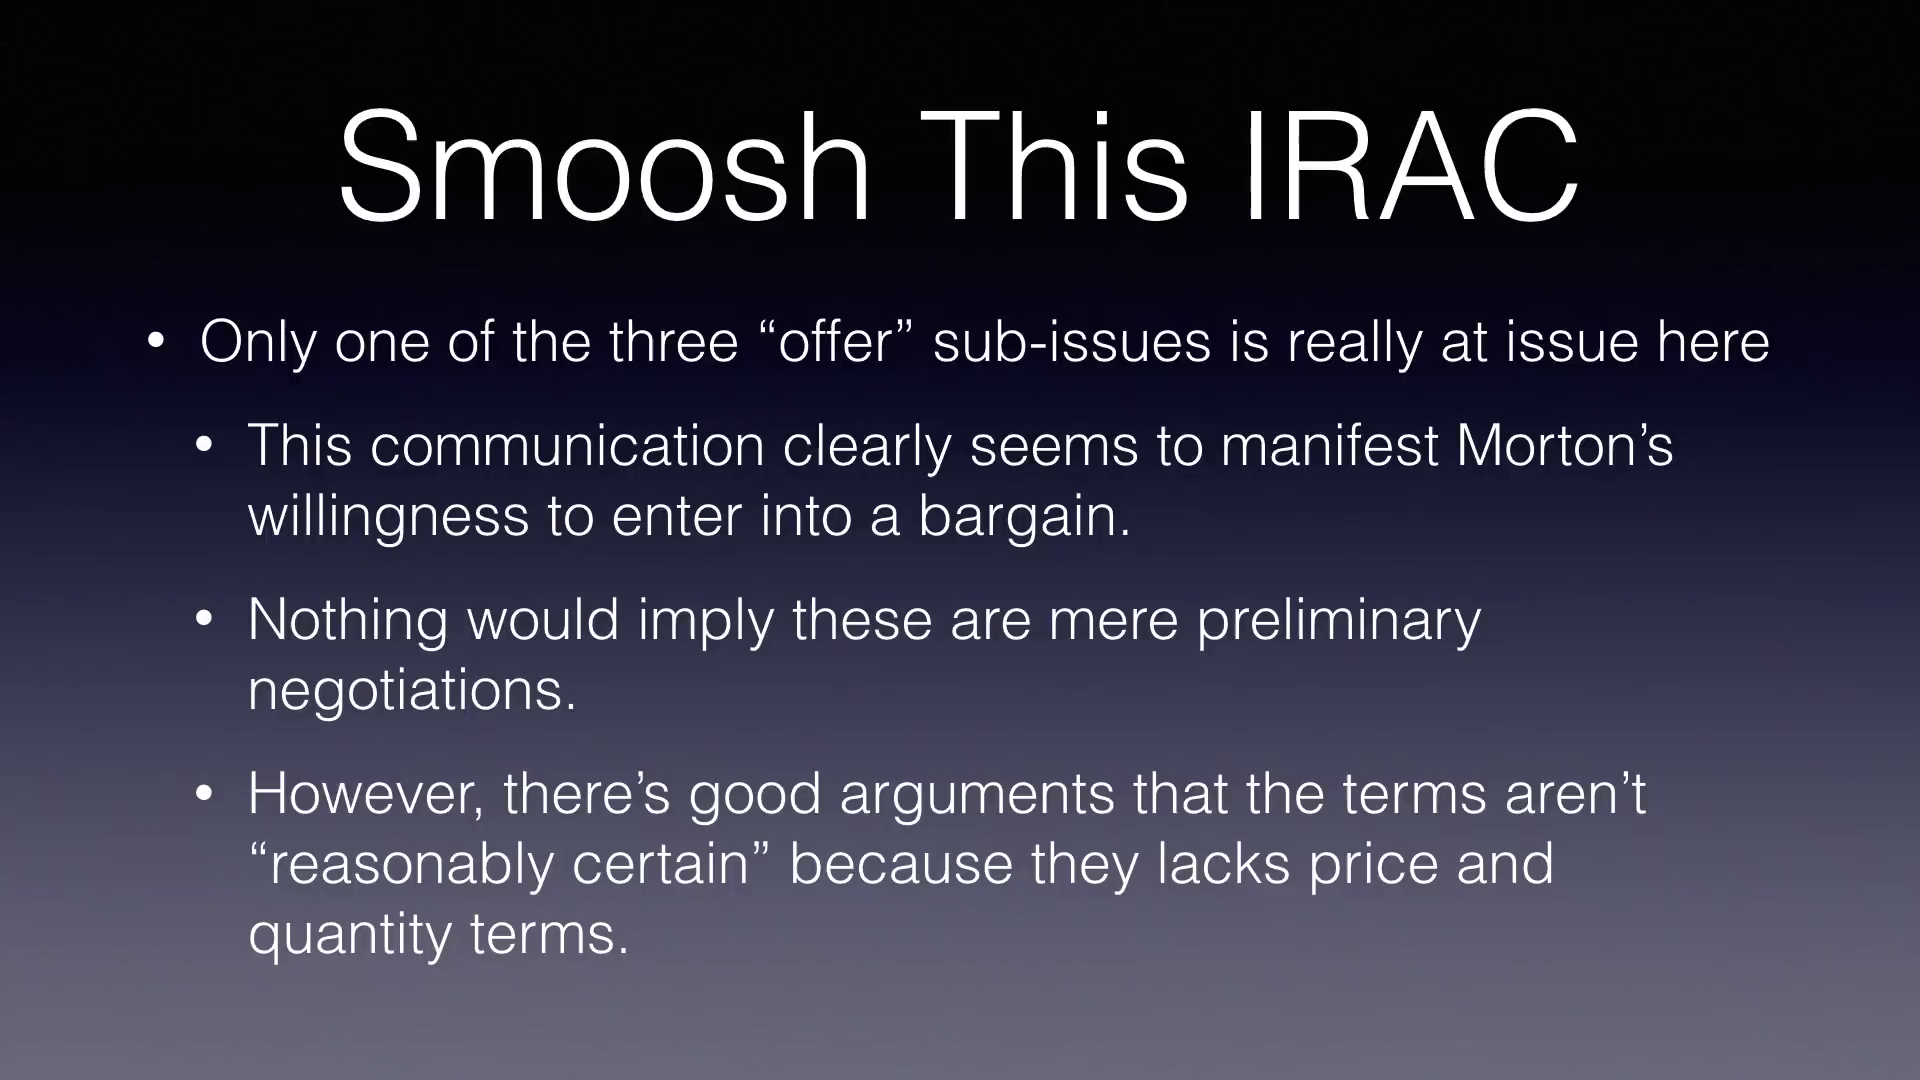 Smoosh This IRAC
• Only one of the three “offer” sub-issues is really at issue here
• This communication clearly seems to manifest Morton’s
willingness to enter into a bargain.
• Nothing would imply these are mere preliminary
negotiations.
• However, there’s good arguments that the terms aren’t
“reasonably certain” because they lacks price and
quantity terms.